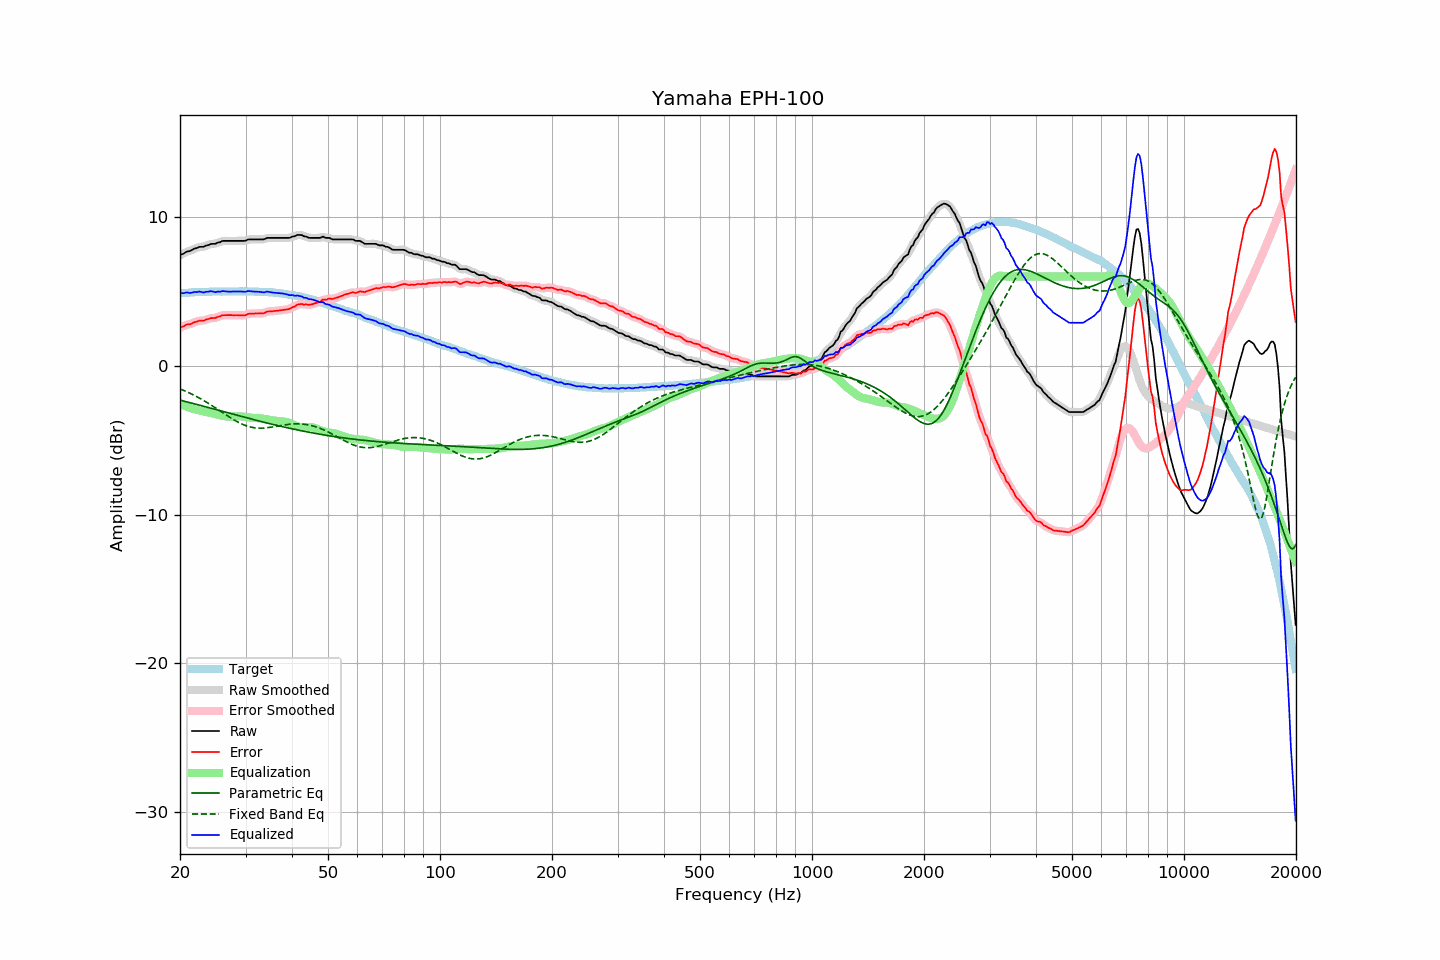 Yamaha EPH-100
Amplitude (dBr)
10
0
−10
−20
−30
Target
Raw Smoothed
Error Smoothed
Raw
Error
Equalization
Parametric Eq
Fixed Band Eq
Equalized
20 50 100 200 500 1000 2000 5000 10000 20000
Frequency (Hz)